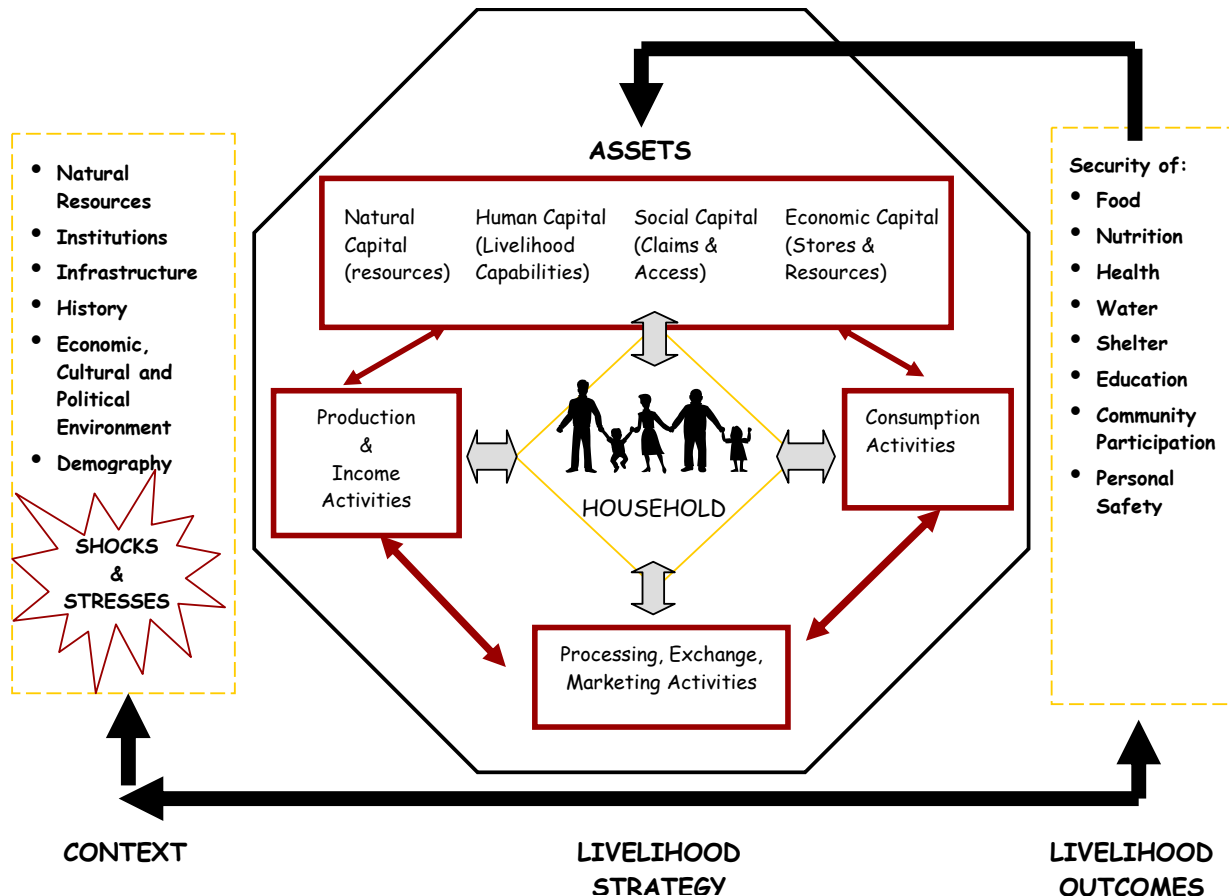 ASSETS
Natural
Resources
Institutions
Infrastructure
History
Economic,
Cultural and
Political
Environment
Demography
SHOCKS
&
STRESSES
Natural
Capital
(resources)
Human Capital
(Livelihood
Capabilities)
Social Capital
(Claims &
Access)
Economic Capital
(Stores &
Resources)
Production
&
Income
Activities
HOUSEHOLD
Consumption
Activities
Processing, Exchange,
Marketing Activities
Security of:
Food
Nutrition
Health
Water
Shelter
Education
Community
Participation
Personal
Safety
CONTEXT
LIVELIHOOD
STRATEGY
LIVELIHOOD
OUTCOMES